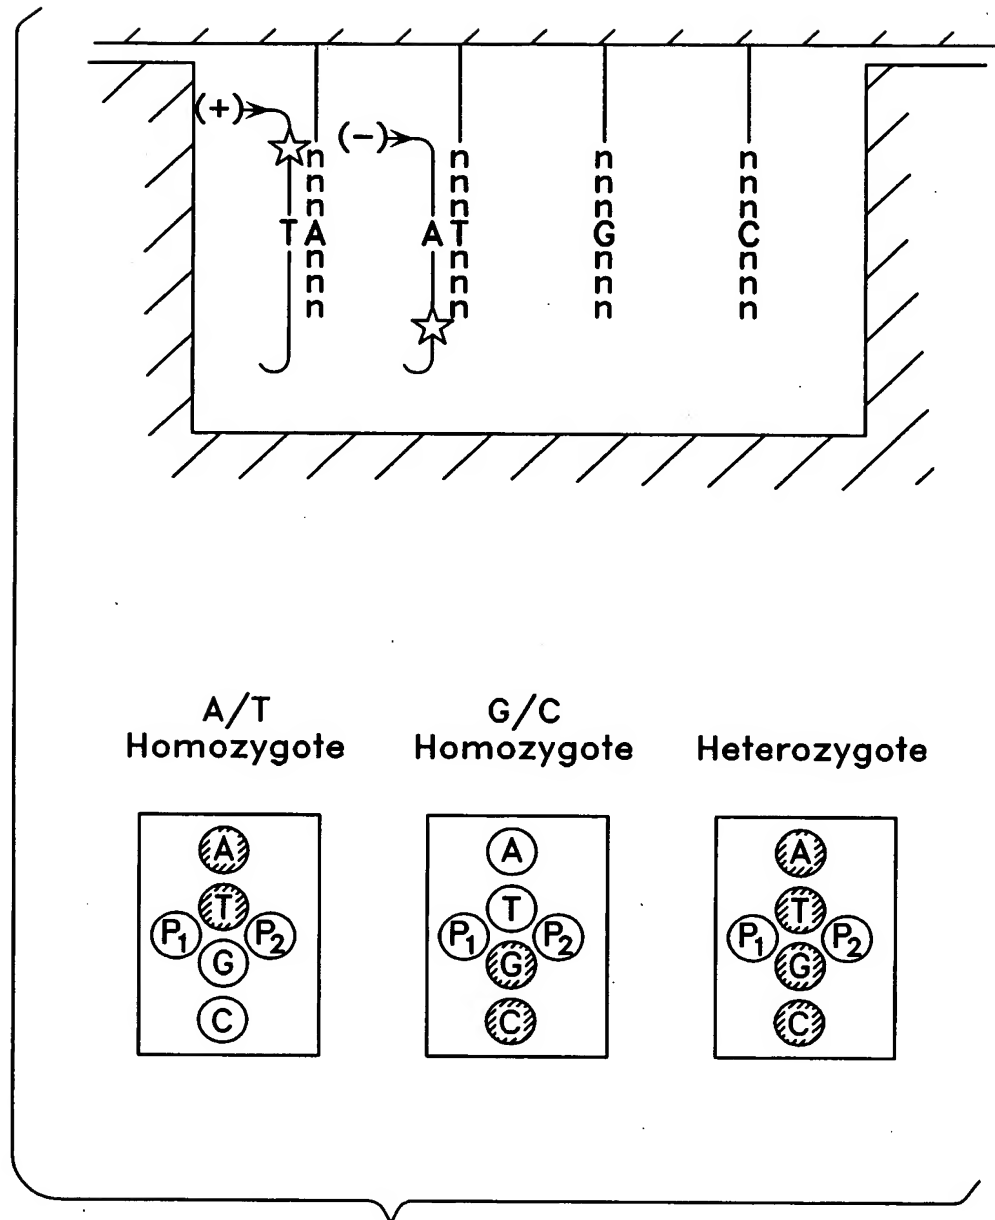 (+) (-)
n n n n
n n n n
n n n n
T A A T G C
n n n n
n n n n
n n n n
A/T G/C
Homozygote Homozygote Heterozygote
A A A
T T T
P1 P2 P1 P2 P1 P2
G G G
C C C